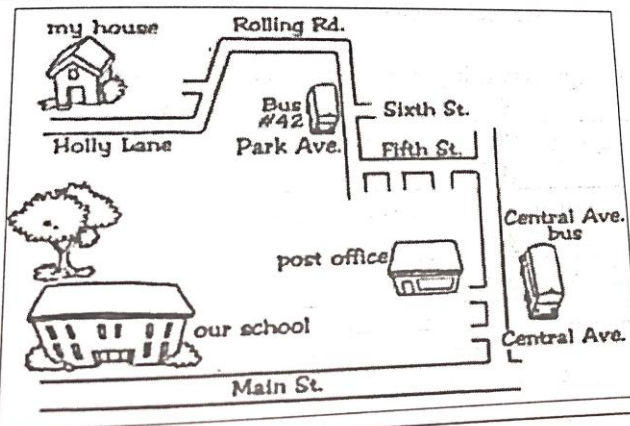 my house
Rolling Rd.
Bus
#42
Sixth St.
Holly Lane
Park Ave.
Fifth St.
Central Ave.
bus
post office
our school
Central Ave.
Main St.